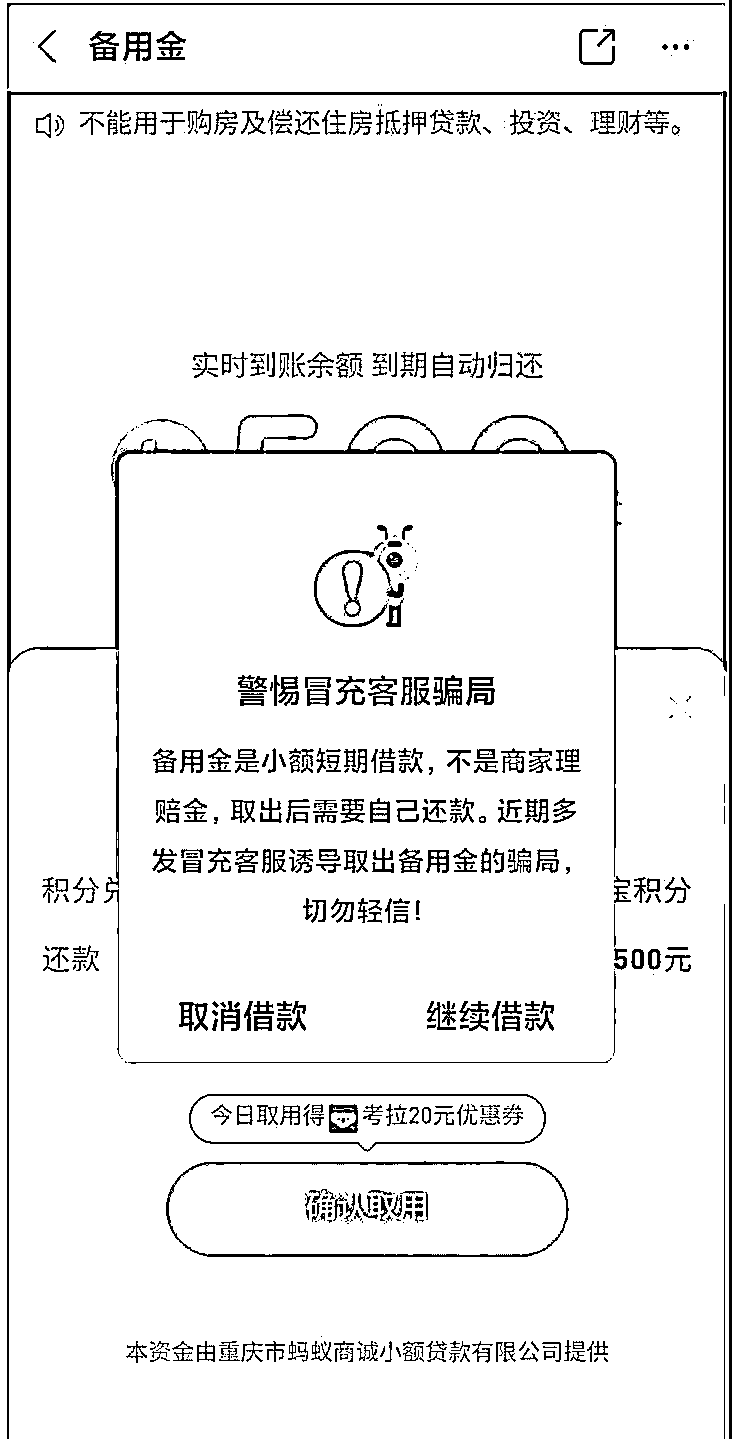 备用金
不能用于购房及偿还住房抵押贷款、投资、理财等。
实时到账余额 到期自动归还
警惕冒充客服骗局
备用金是小额短期借款，不是商家理
赔金，取出后需要自己还款。近期多
发冒充客服诱导取出备用金的骗局，
切勿轻信！
积分 宝积分
还款 500元
取消借款 继续借款
今日取用得考拉20元优惠券
确认取用
本资金由重庆市蚂蚁商诚小额贷款有限公司提供